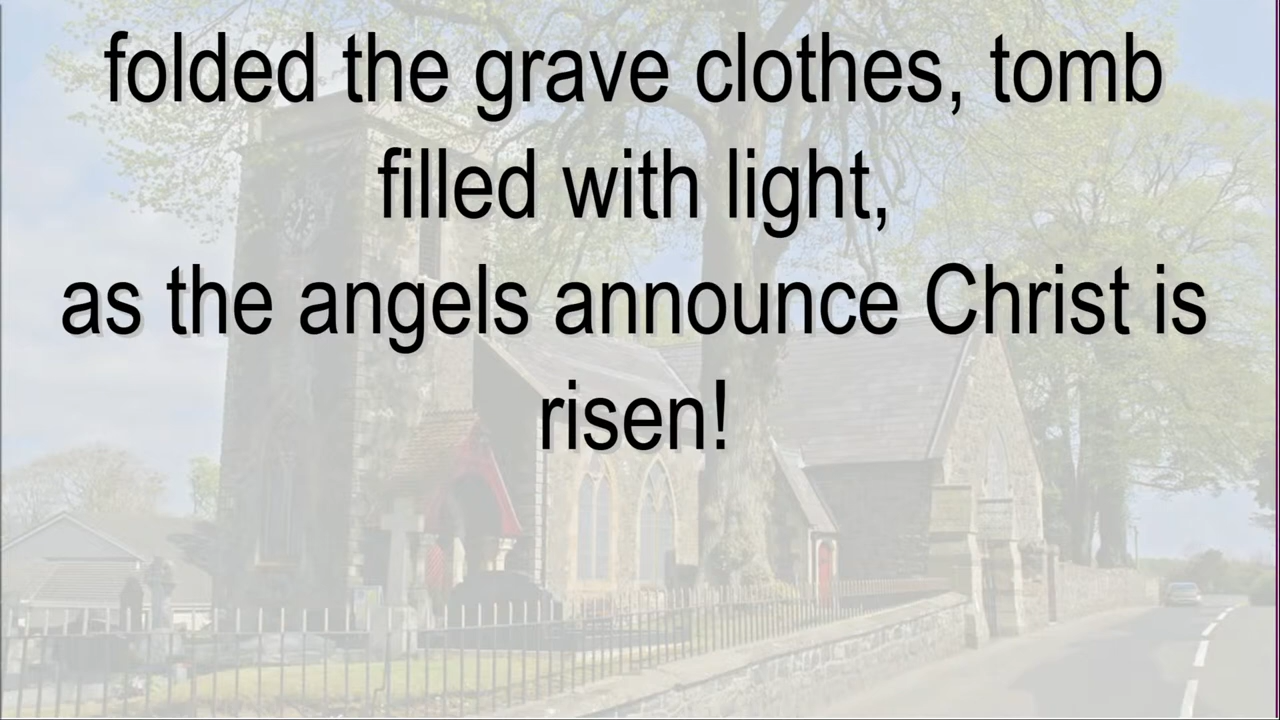 folded the grave clothes, tomb
filled with light,
as the angels announce Christ is
risen!